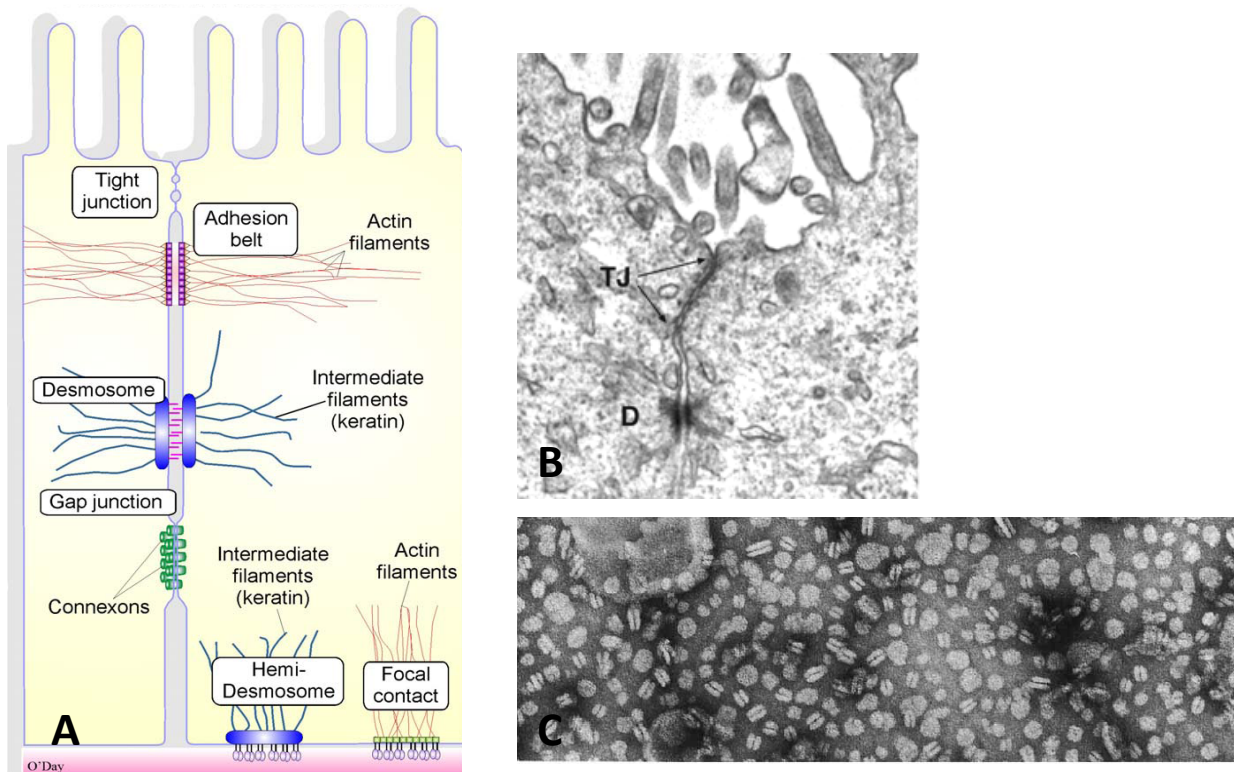 Tight
junction
Adhesion
belt
Actin
filaments
Desmosome
Intermediate
filaments
(keratin)
Gap junction
Connexons
Intermediate
filaments
(keratin)
Actin
filaments
Hemi-
Desmosome
Focal
contact
A
O'Day
TJ
D
B
C